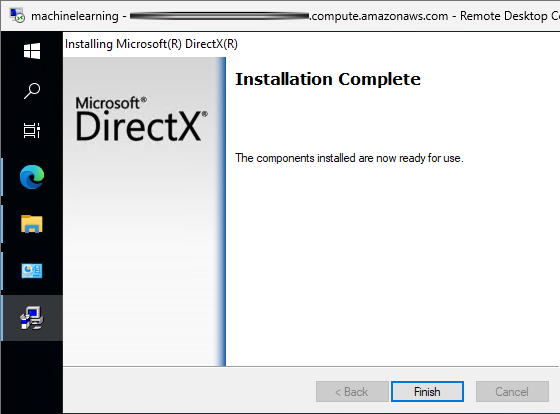 machinelearning - .compute.amazonaws.com - Remote Desktop Co
Installing Microsoft(R) DirectX(R)
Installation Complete
Microsoft®
DirectX®
The components installed are now ready for use.
< Back
Finish
Cancel